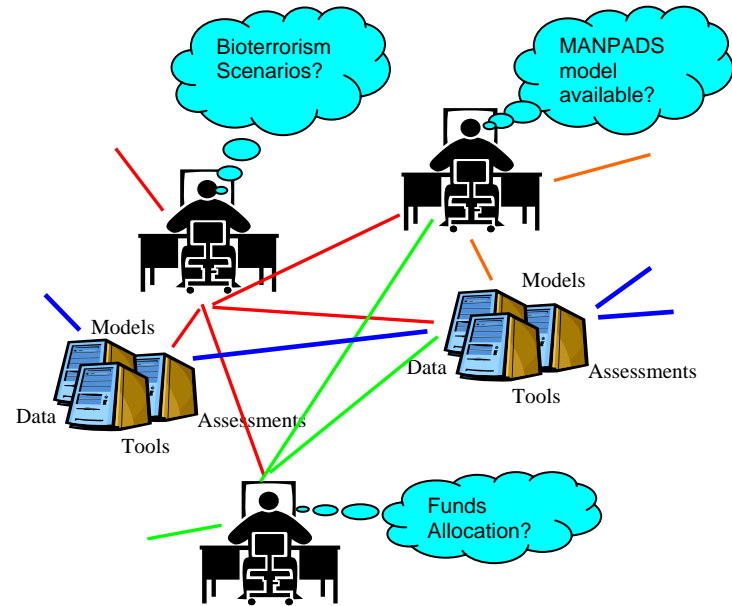 Bioterrorism
Scenarios?
MANPADS
model
available?
Models
Data
Assessments
Tools
Models
Data
Assessments
Tools
Funds
Allocation?